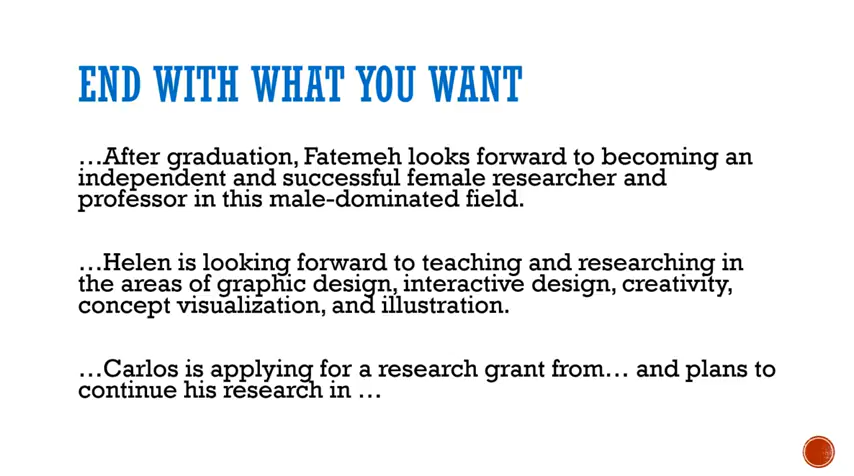 END WITH WHAT YOU WANT
…After graduation, Fatemeh looks forward to becoming an
independent and successful female researcher and
professor in this male-dominated field.
…Helen is looking forward to teaching and researching in
the areas of graphic design, interactive design, creativity,
concept visualization, and illustration.
…Carlos is applying for a research grant from… and plans to
continue his research in …